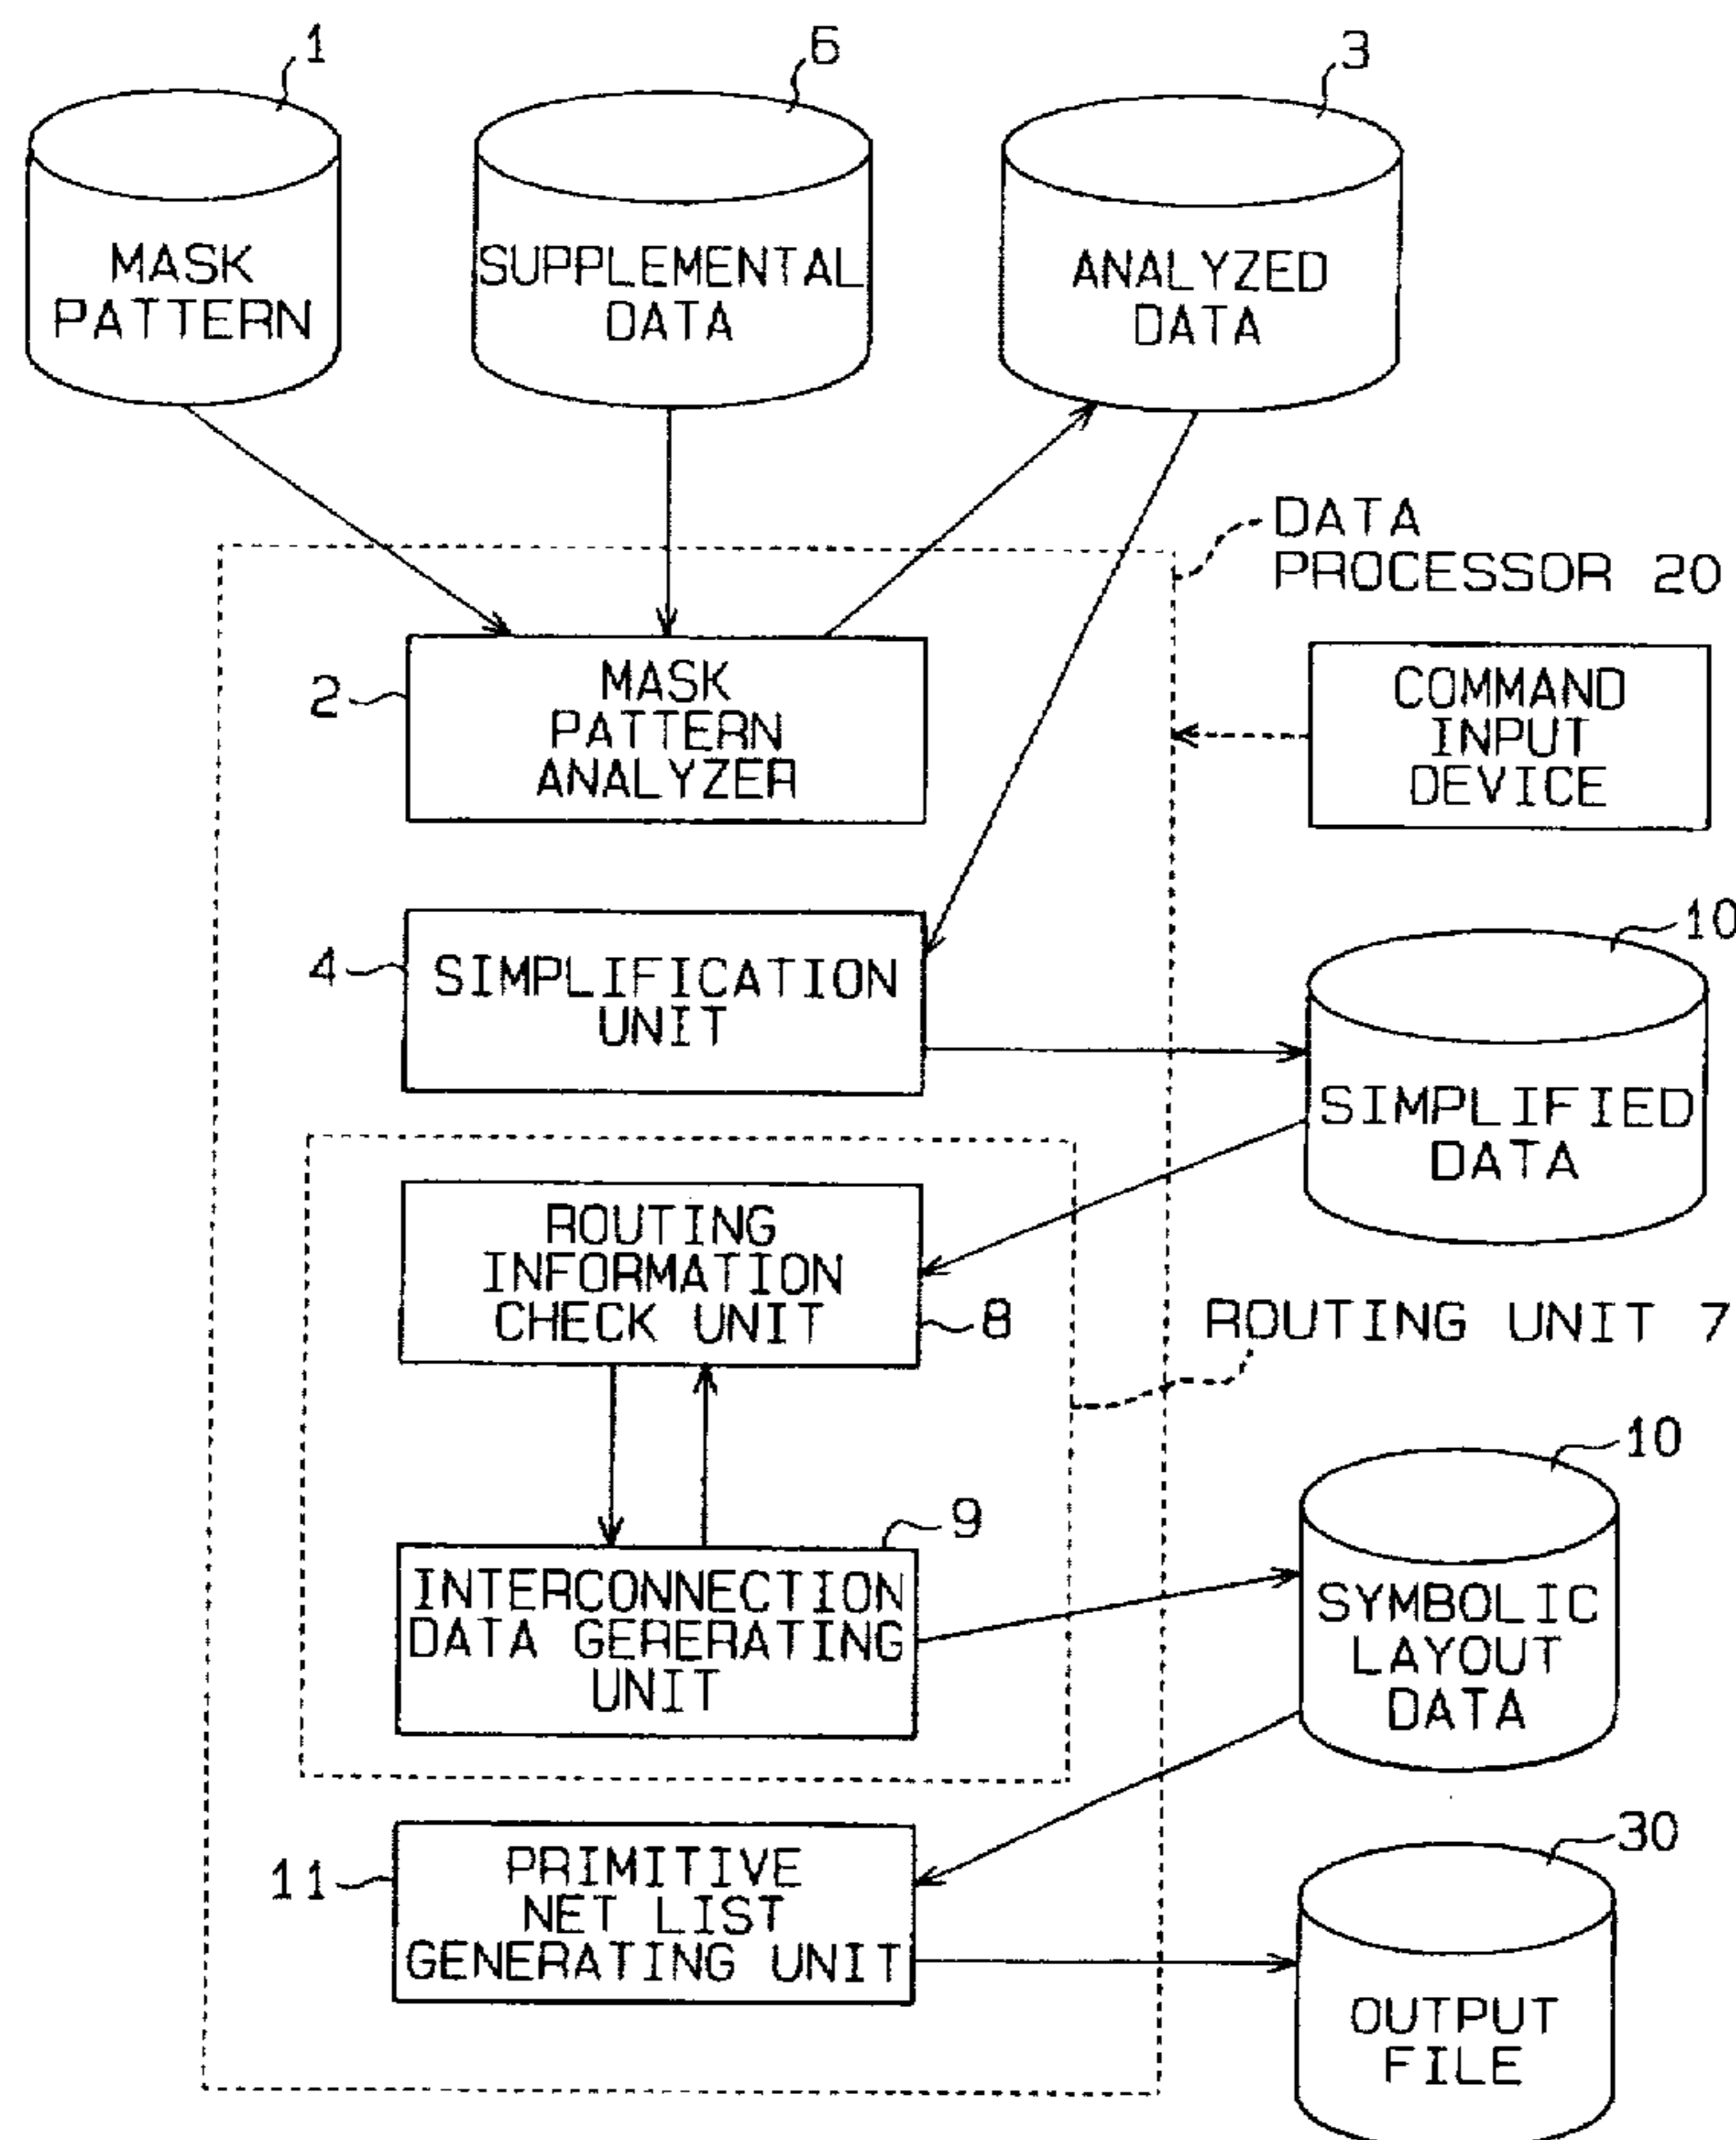 1
6
3
MASK
PATTERN
SUPPLEMENTAL
DATA
ANALYZED
DATA
DATA
PROCESSOR 20
2
MASK
PATTERN
ANALYZER
COMMAND
INPUT
DEVICE
4
SIMPLIFICATION
UNIT
10
SIMPLIFIED
DATA
ROUTING
INFORMATION
CHECK UNIT
8
ROUTING UNIT 7
9
INTERCONNECTION
DATA GERERATING
UNIT
10
SYMBOLIC
LAYOUT
DATA
11
PRIMITIVE
NET LIST
GENERATING UNIT
30
OUTPUT
FILE